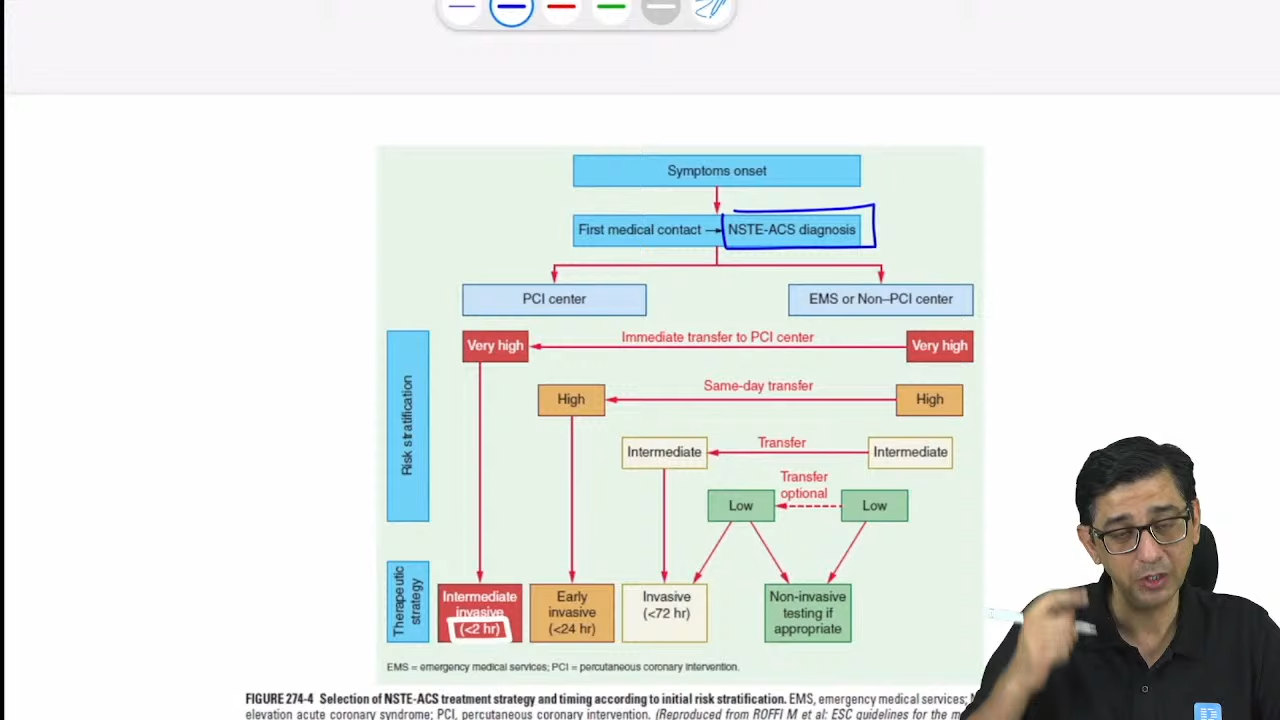 Symptoms onset
First medical contact → NSTE-ACS diagnosis
PCI center
EMS or Non–PCI center
Risk stratification
Very high
Immediate transfer to PCI center
Very high
High
Same-day transfer
High
Intermediate
Transfer
Intermediate
Low
Transfer
optional
Low
Therapeutic
strategy
Intermediate
invasive
(<2 hr)
Early
invasive
(<24 hr)
Invasive
(<72 hr)
Non-invasive
testing if
appropriate
EMS = emergency medical services; PCI = percutaneous coronary intervention.
FIGURE 274-4 Selection of NSTE-ACS treatment strategy and timing according to initial risk stratification. EMS, emergency medical services;
elevation acute coronary syndrome; PCI, percutaneous coronary intervention. (Reproduced from ROFFI M et al: ESC guidelines for the